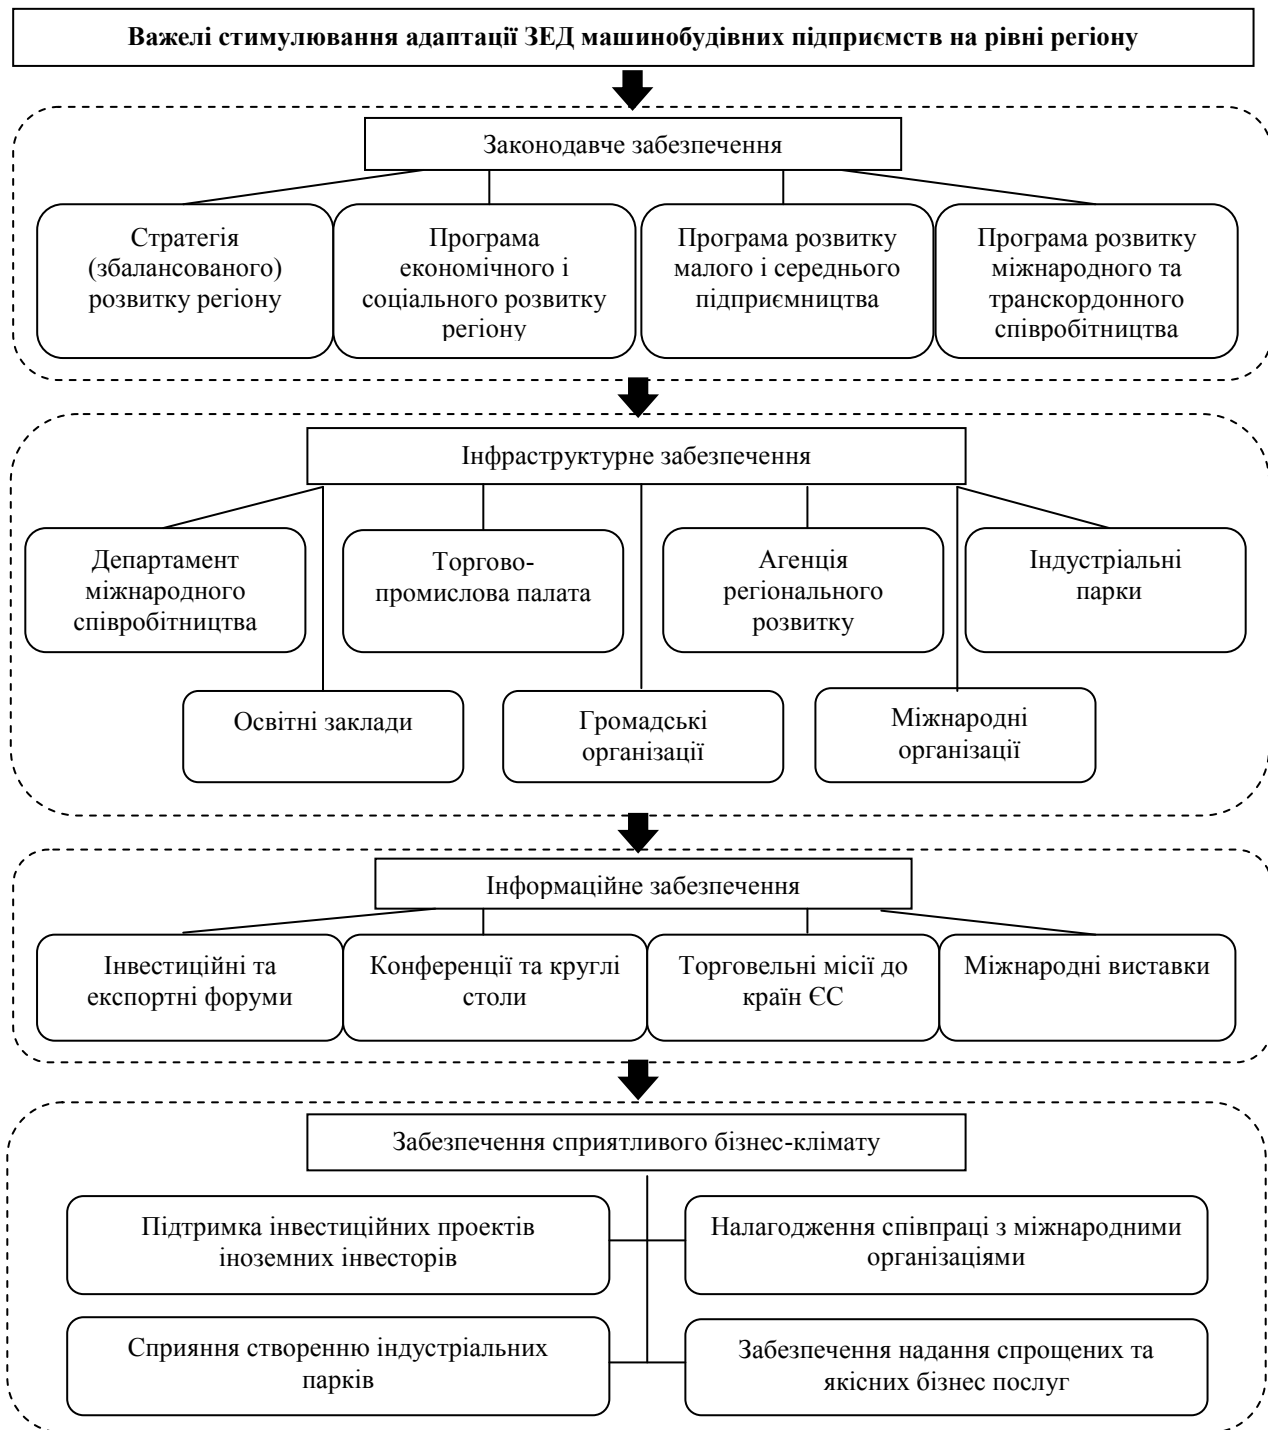 Важелі стимулювання адаптації ЗЕД машинобудівних підприємств на рівні регіону
Законодавче забезпечення
Стратегія
(збалансованого)
розвитку регіону
Програма
економічного і
соціального розвитку
регіону
Програма розвитку
малого і середнього
підприємництва
Програма розвитку
міжнародного та
транскордонного
співробітництва
Інфраструктурне забезпечення
Департамент
міжнародного
співробітництва
Торгово-
промислова палата
Агенція
регіонального
розвитку
Індустріальні
парки
Освітні заклади
Громадські
організації
Міжнародні
організації
Інформаційне забезпечення
Інвестиційні та
експортні форуми
Конференції та круглі
столи
Торговельні місії до
країн ЄС
Міжнародні виставки
Забезпечення сприятливого бізнес-клімату
Підтримка інвестиційних проектів
іноземних інвесторів
Налагодження співпраці з міжнародними
організаціями
Сприяння створенню індустріальних
парків
Забезпечення надання спрощених та
якісних бізнес послуг